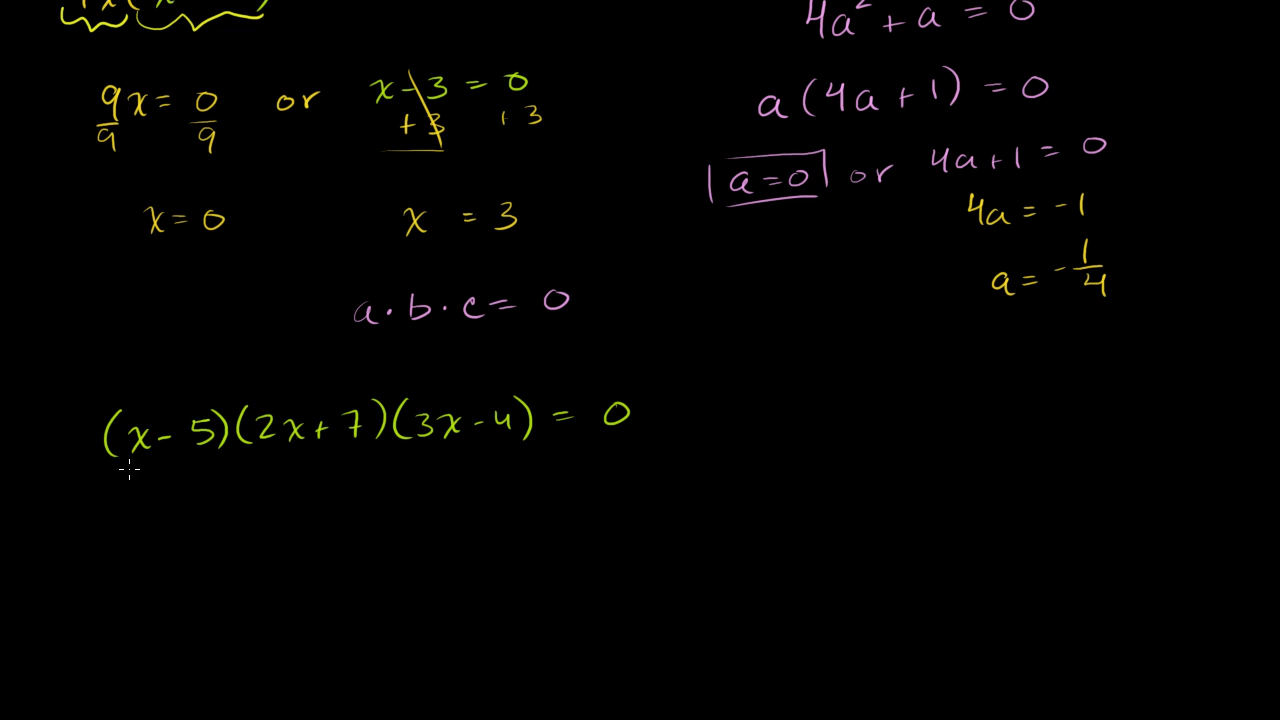 9x = 0 or x - 3 = 0
9 9 + 3 + 3
x = 0 x = 3
a · b · c = 0
(x - 5)(2x + 7)(3x - 4) = 0
4a² + a = 0
a(4a + 1) = 0
a = 0 or 4a + 1 = 0
4a = -1
a = -1/4